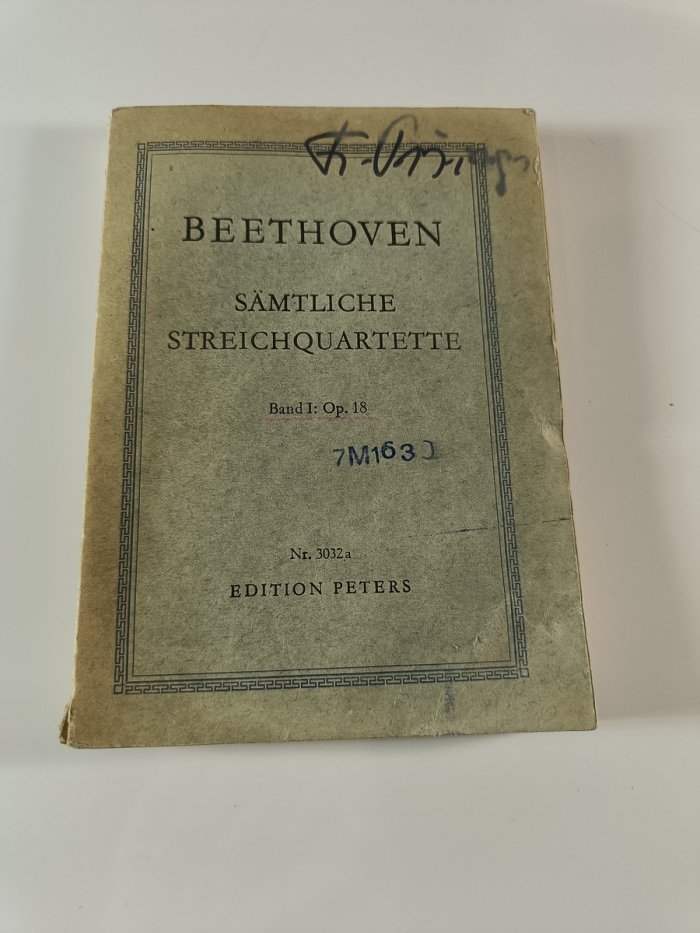 BEETHOVEN
SÄMTLICHE
STREICHQUARTETTE
Band I: Op. 18
7M163
Nr. 3032a
EDITION PETERS